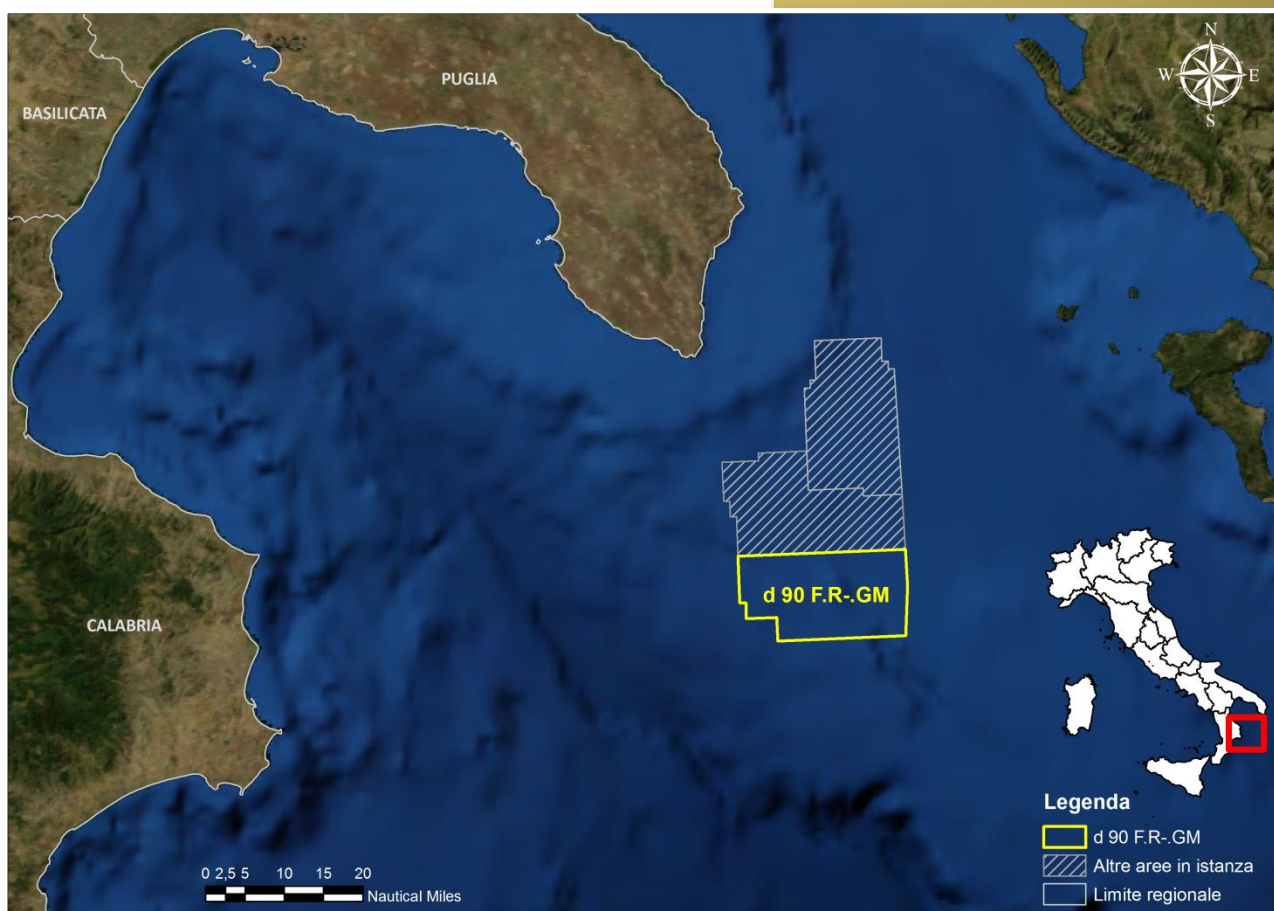 N
W E
S
PUGLIA
BASILICATA
d 90 F.R-.GM
CALABRIA
Legenda
d 90 F.R-.GM
Altre aree in istanza
Limite regionale
0 2,5 5 10 15 20
Nautical Miles